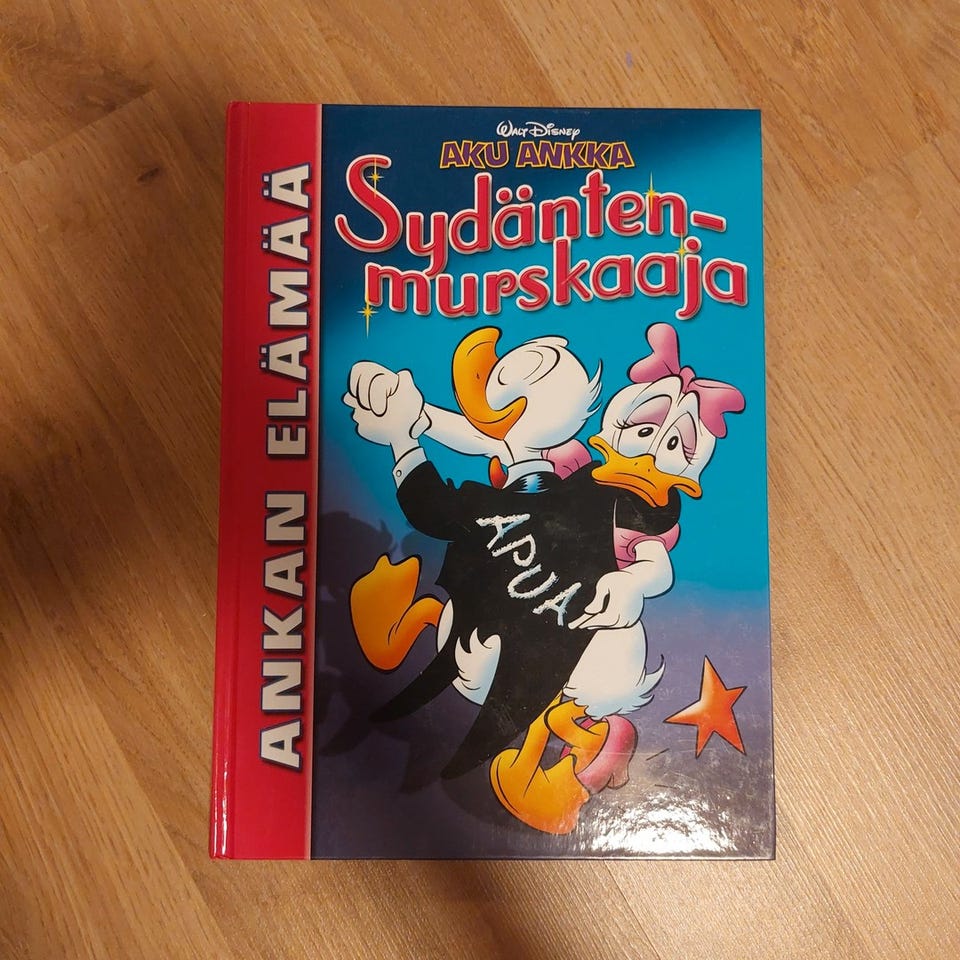 WALT DISNEY
AKU ANKKA
Sydänten-
murskaaja
APUA
ANKAN ELÄMÄÄ